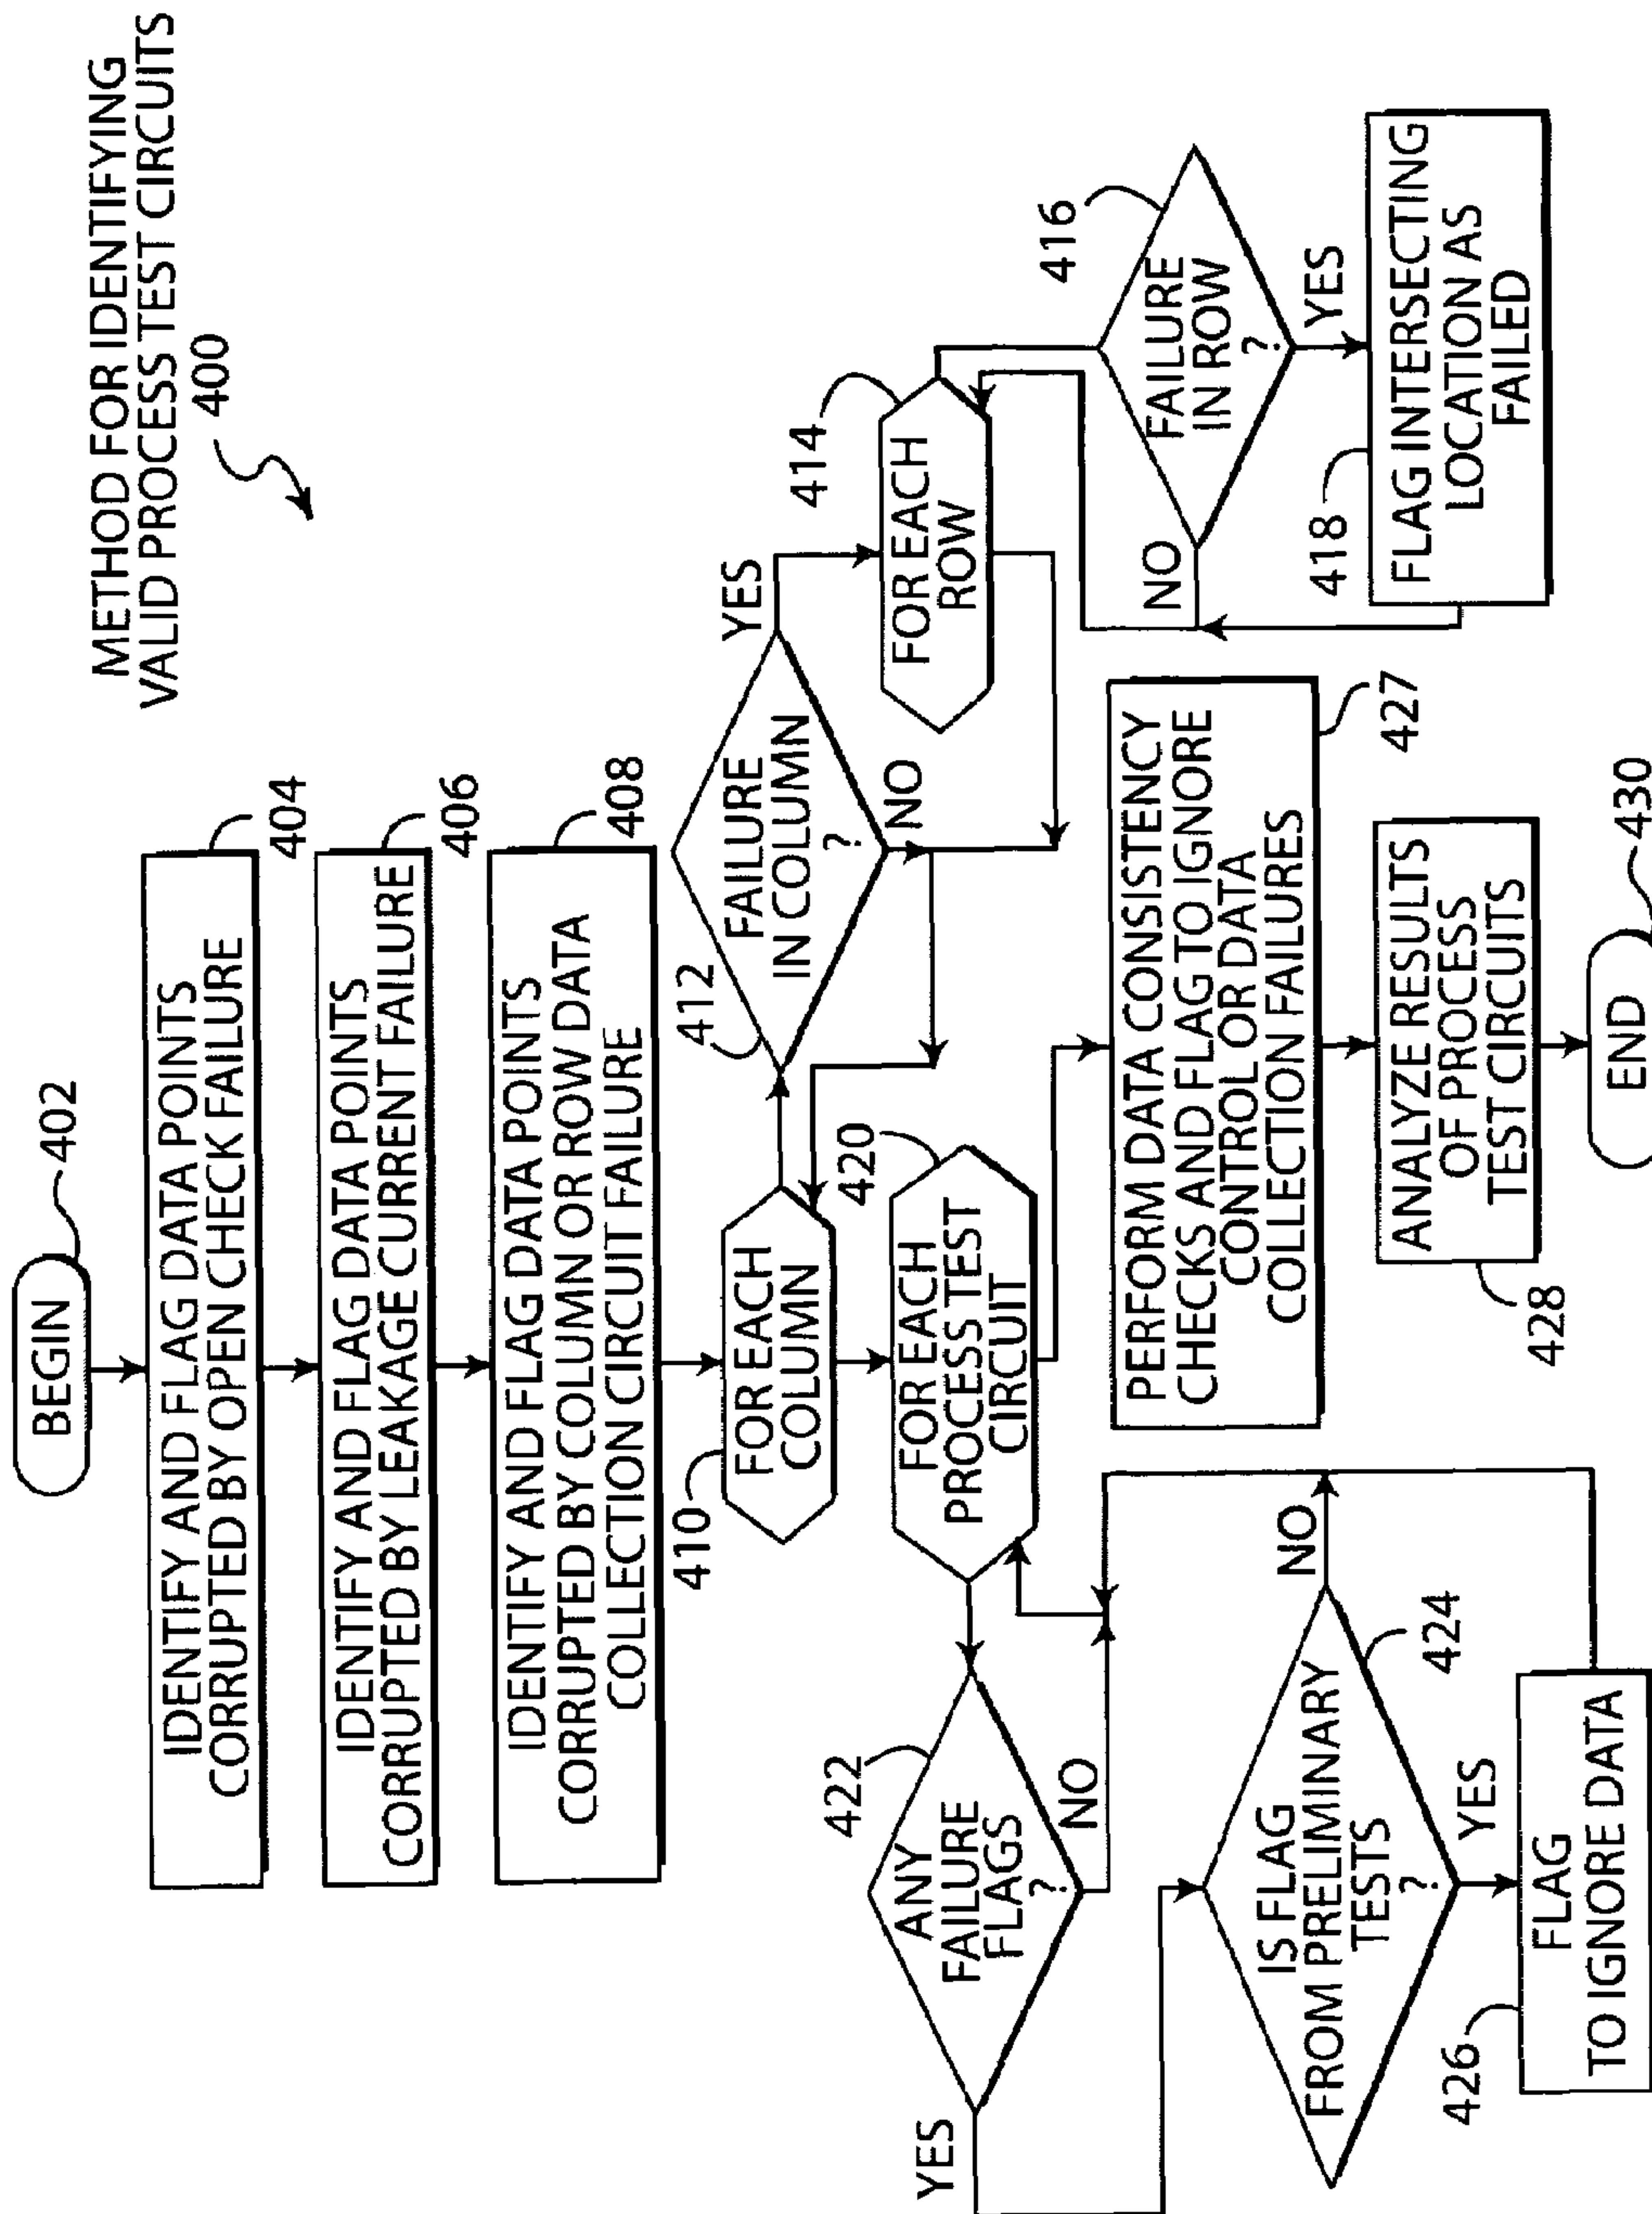 METHOD FOR IDENTIFYING
VALID PROCESS TEST CIRCUITS
400
BEGIN
402
IDENTIFY AND FLAG DATA POINTS
CORRUPTED BY OPEN CHECK FAILURE
404
IDENTIFY AND FLAG DATA POINTS
CORRUPTED BY LEAKAGE CURRENT FAILURE
406
IDENTIFY AND FLAG DATA POINTS
CORRUPTED BY COLUMN OR ROW DATA
COLLECTION CIRCUIT FAILURE
408
410
FOR EACH
COLUMN
412
FAILURE
IN COLUMN
?
YES
NO
414
FOR EACH
ROW
416
FAILURE
IN ROW
?
NO
YES
418
FLAG INTERSECTING
LOCATION AS
FAILED
420
FOR EACH
PROCESS TEST
CIRCUIT
422
ANY
FAILURE
FLAGS
?
YES
NO
424
IS FLAG
FROM PRELIMINARY
TESTS
?
NO
YES
426
FLAG
TO IGNORE DATA
PERFORM DATA CONSISTENCY
CHECKS AND FLAG TO IGNORE
CONTROL OR DATA
COLLECTION FAILURES
427
ANALYZE RESULTS
OF PROCESS
TEST CIRCUITS
428
END
430